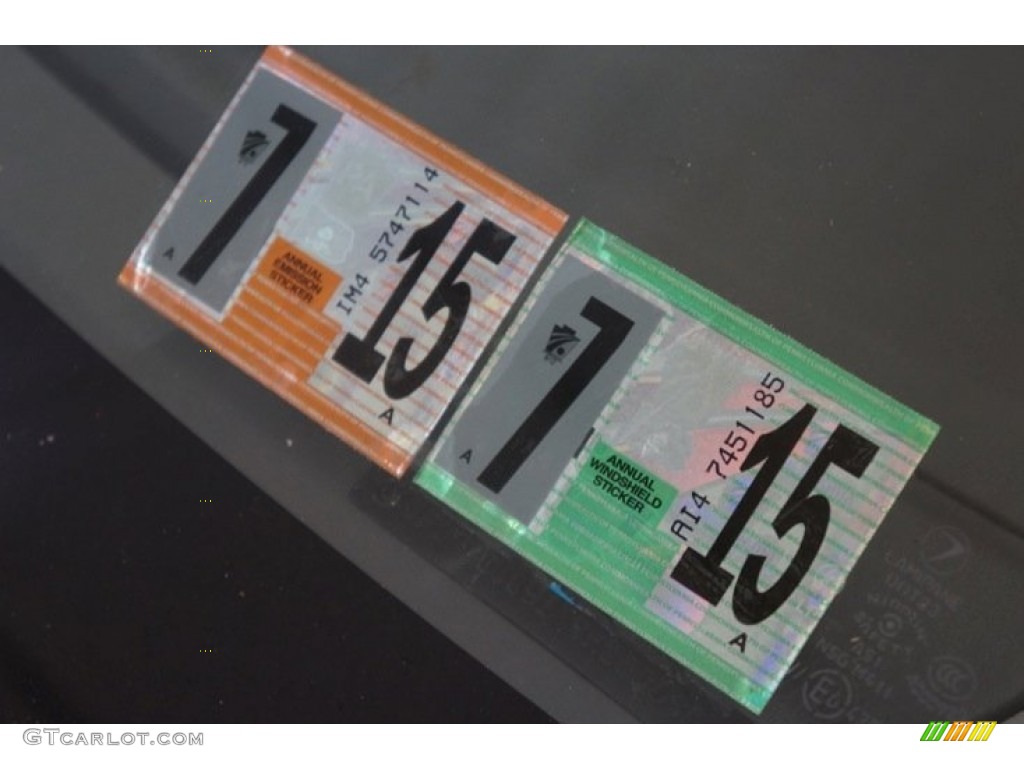 7
A
ANNUAL
EMISSION
STICKER
IM4 5747114
15
A
7
A
ANNUAL
WINDSHIELD
STICKER
AI4 7451185
15
A
GTCARLOT.COM